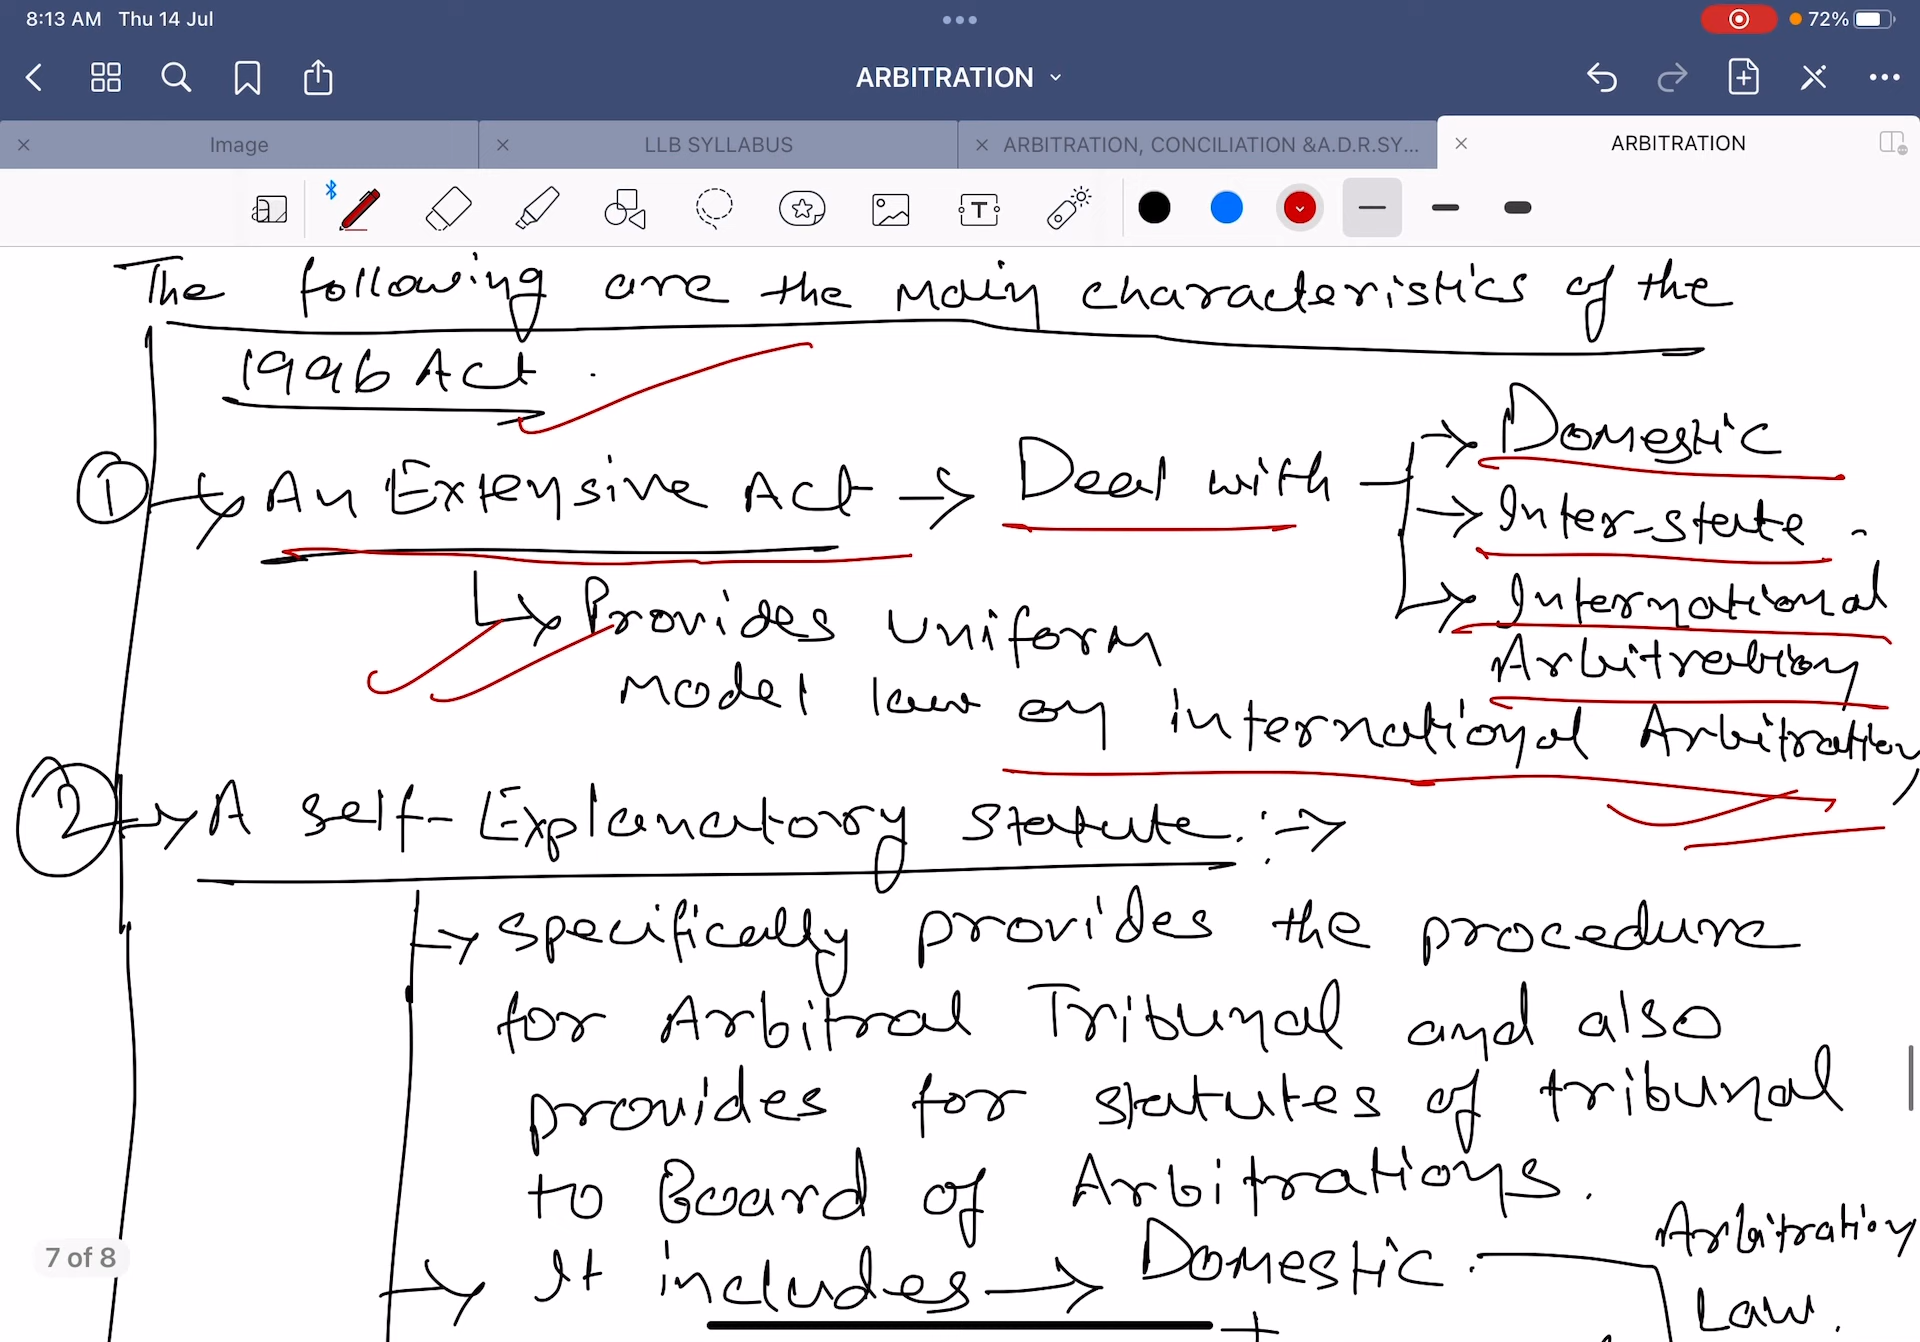 8:13 AM Thu 14 Jul
72%
ARBITRATION
Image
LLB SYLLABUS
ARBITRATION, CONCILIATION &A.D.R.SY...
ARBITRATION
T
The following are the main characteristics of the
1996 Act.
① → An Extensive Act → Deal with → Domestic
→ Inter-state.
→ International
Arbitration
↳ Provides uniform
model law on international Arbitration
② → A self-Explanatory statute :→
→ specifically provides the procedure
for Arbitral Tribunal and also
provides for statutes of tribunal
to Board of Arbitrations.
→ It includes → Domestic
+
Arbitration
Law.
7 of 8